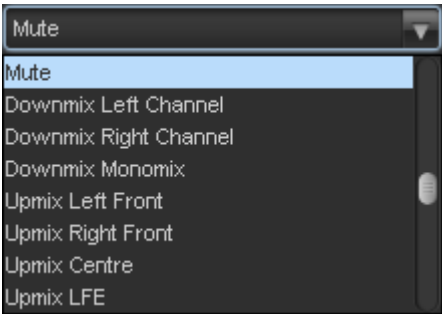 Mute
Mute
Downmix Left Channel
Downmix Right Channel
Downmix Monomix
Upmix Left Front
Upmix Right Front
Upmix Centre
Upmix LFE